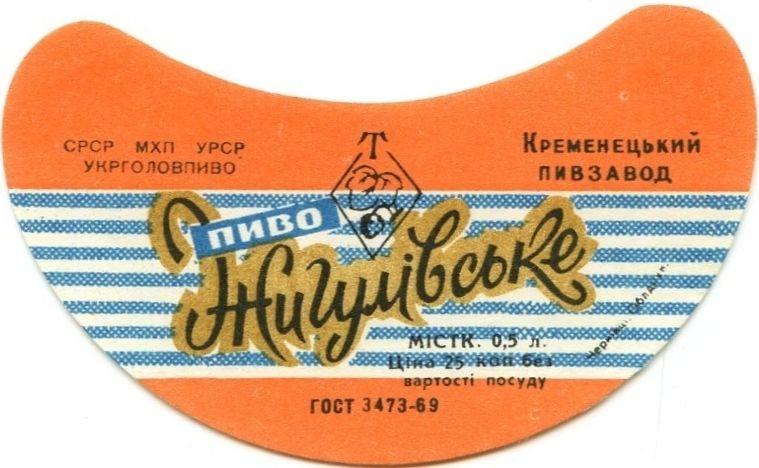 СРСР МХП УРСР
УКРГОЛОВПИВО
Т
О
Кременецький
ПИВЗАВОД
ПИВО
Жигулівське
МІСТК. 0,5 л.
Ціна 25 коп без
вартості посуду
ГОСТ 3473-69